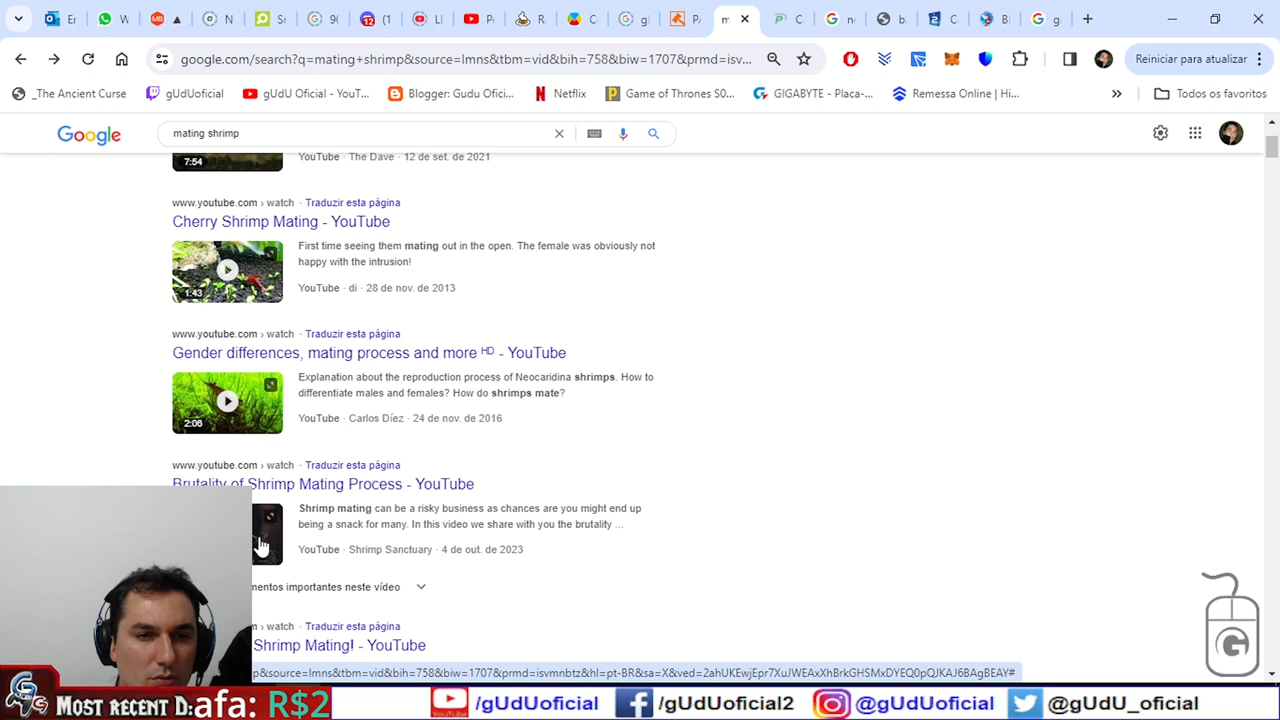 Er
W
MB
N
Sr
G 90
12 (1
LI
Po
R
C
G gl
P
m
C
G n
b
C
Bl
G g
google.com/search?q=mating+shrimp&source=lmns&tbm=vid&bih=758&biw=1707&prmd=isv...
Reiniciar para atualizar
_The Ancient Curse
gUdUoficial
gUdU Oficial - YouT...
Blogger: Gudu Ofici...
Netflix
Game of Thrones S0...
GIGABYTE - Placa-...
Remessa Online | Hi...
»
Todos os favoritos
Google
mating shrimp
7:54
YouTube · The Dave · 12 de set. de 2021
www.youtube.com › watch · Traduzir esta página
Cherry Shrimp Mating - YouTube
First time seeing them mating out in the open. The female was obviously not
happy with the intrusion!
1:43
YouTube · di · 28 de nov. de 2013
www.youtube.com › watch · Traduzir esta página
Gender differences, mating process and more ᴴᴰ - YouTube
Explanation about the reproduction process of Neocaridina shrimps. How to
differentiate males and females? How do shrimps mate?
2:06
YouTube · Carlos Díez · 24 de nov. de 2016
www.youtube.com › watch · Traduzir esta página
Brutality of Shrimp Mating Process - YouTube
Shrimp mating can be a risky business as chances are you might end up
being a snack for many. In this video we share with you the brutality ...
YouTube · Shrimp Sanctuary · 4 de out. de 2023
mentos importantes neste vídeo
m › watch · Traduzir esta página
Shrimp Mating! - YouTube
p&source=lmns&tbm=vid&bih=758&biw=1707&prmd=isvmnbtz&hl=pt-BR&sa=X&ved=2ahUKEwjEpr7XuJWEAxXhBrkGHSMxDYEQ0pQJKAJ6BAgBEAY#
G
Most recent D: afa: R$2
/gUdUoficial
/gUdUoficial2
@gUdUoficial
@gUdU_oficial